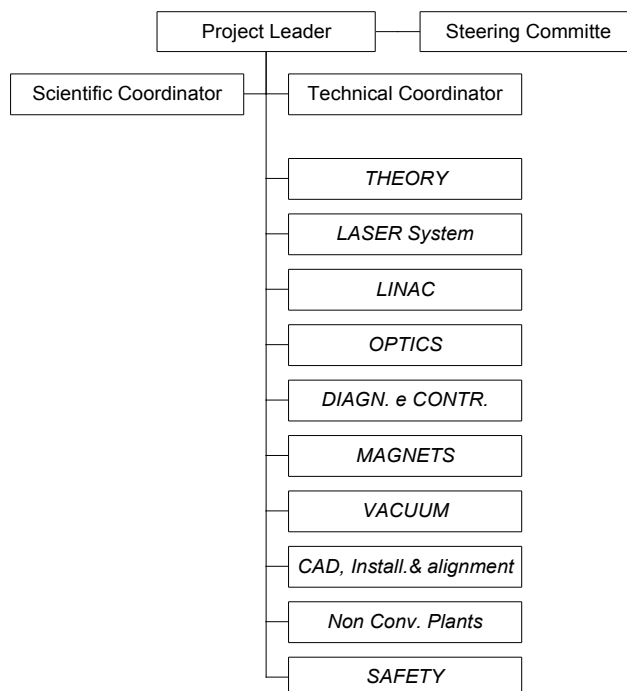 Project Leader
Steering Committe
Scientific Coordinator
Technical Coordinator
THEORY
LASER System
LINAC
OPTICS
DIAGN. e CONTR.
MAGNETS
VACUUM
CAD, Install.& alignment
Non Conv. Plants
SAFETY